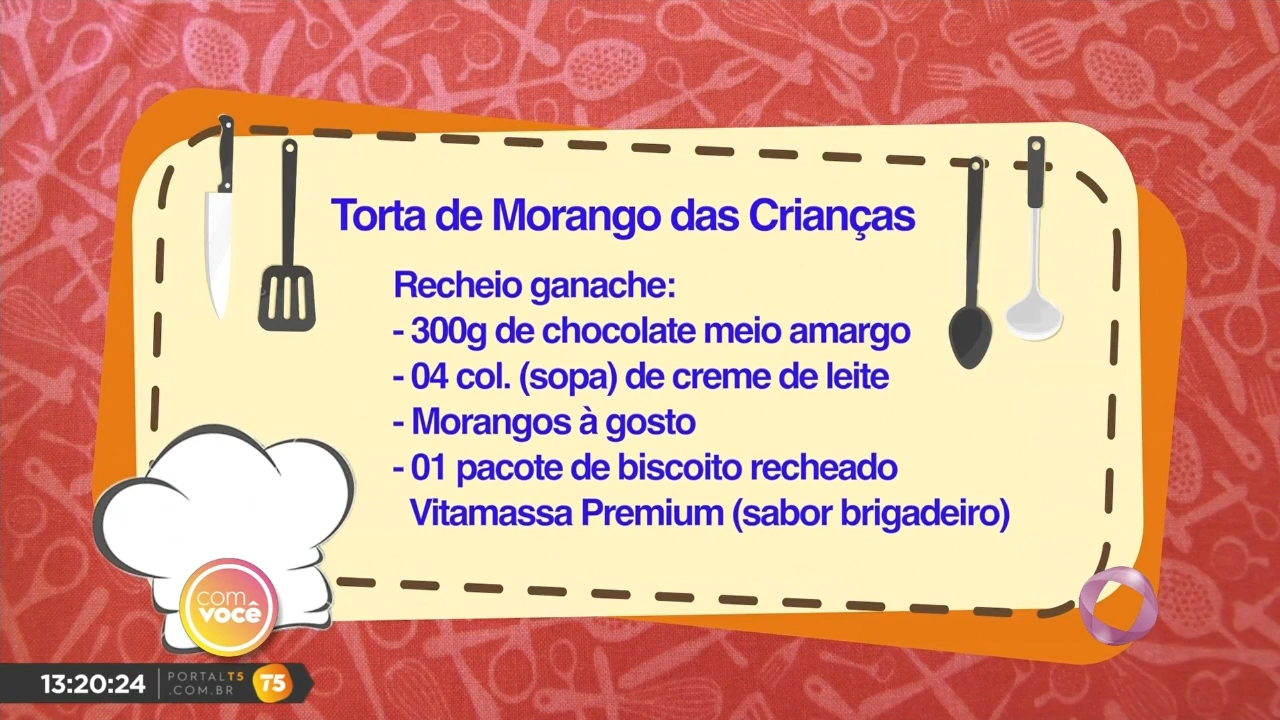 Torta de Morango das Crianças
Recheio ganache:
- 300g de chocolate meio amargo
- 04 col. (sopa) de creme de leite
- Morangos à gosto
- 01 pacote de biscoito recheado
Vitamassa Premium (sabor brigadeiro)
com
você
13:20:24
PORTALT5
.COM.BR
T5